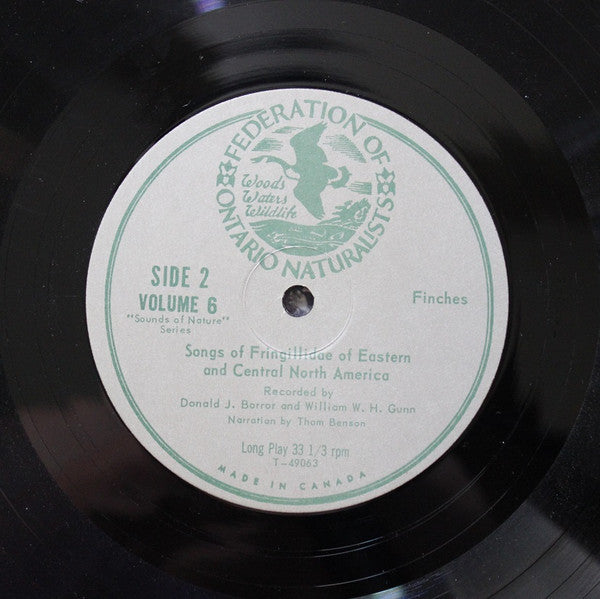 FEDERATION OF
ONTARIO NATURALISTS
Woods
Waters
Wildlife
SIDE 2
VOLUME 6
"Sounds of Nature"
Series
Finches
Songs of Fringillidae of Eastern
and Central North America
Recorded by
Donald J. Borror and William W. H. Gunn
Narration by Thom Benson
Long Play 33 1/3 rpm
T-49063
MADE IN CANADA